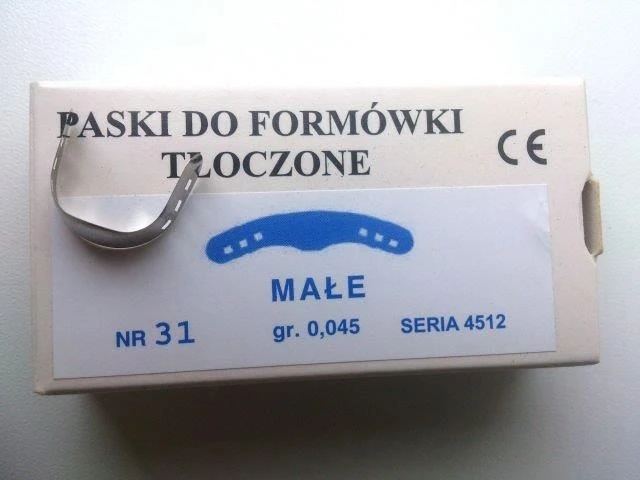 PASKI DO FORMÓWKI
TŁOCZONE
CE
MAŁE
NR 31 gr. 0,045 SERIA 4512